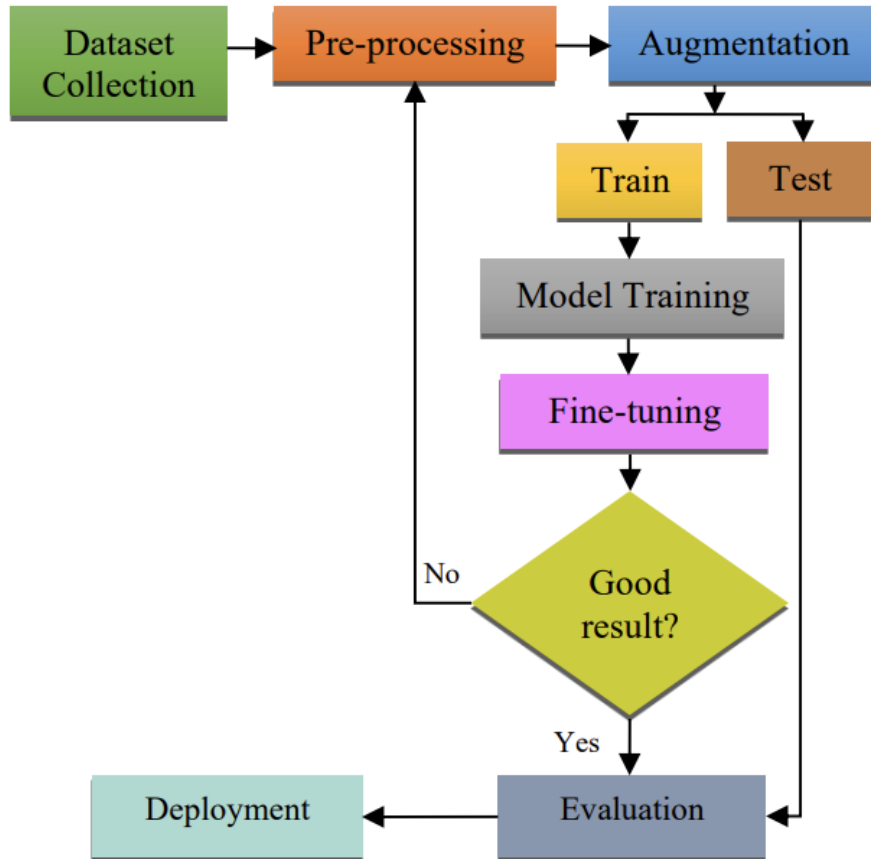 Dataset
Collection
Pre-processing
Augmentation
Train
Test
Model Training
Fine-tuning
Good
result?
No
Yes
Deployment
Evaluation